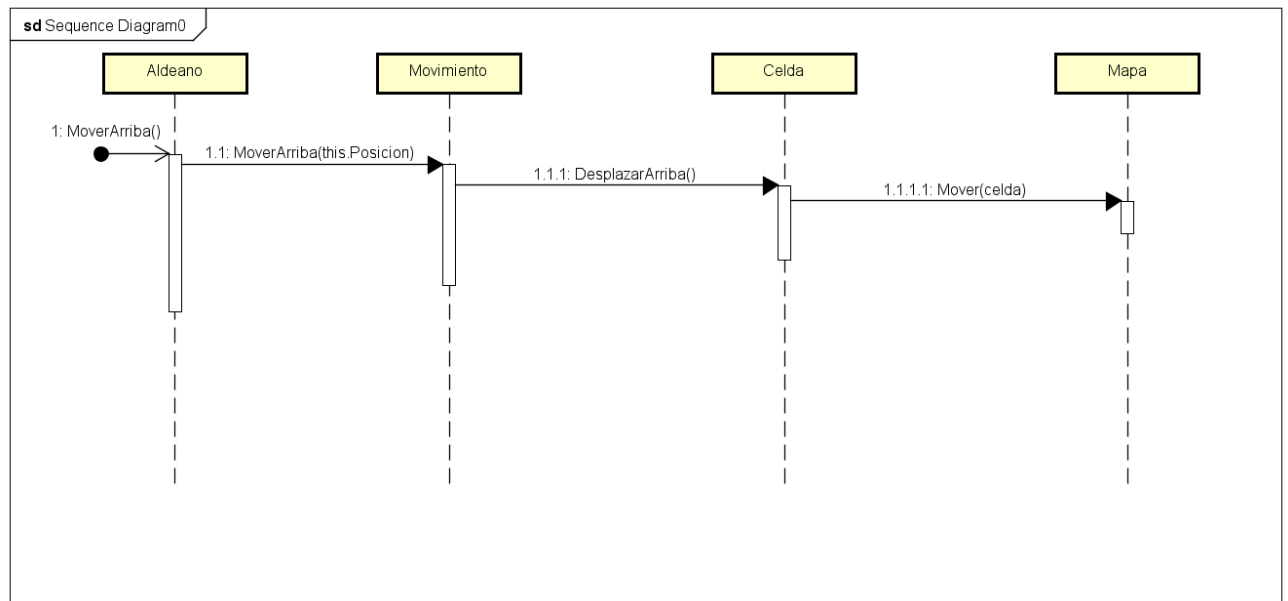 sd Sequence Diagram0
Aldeano
Movimiento
Celda
Mapa
1: MoverArriba()
1.1: MoverArriba(this.Posicion)
1.1.1: DesplazarArriba()
1.1.1.1: Mover(celda)